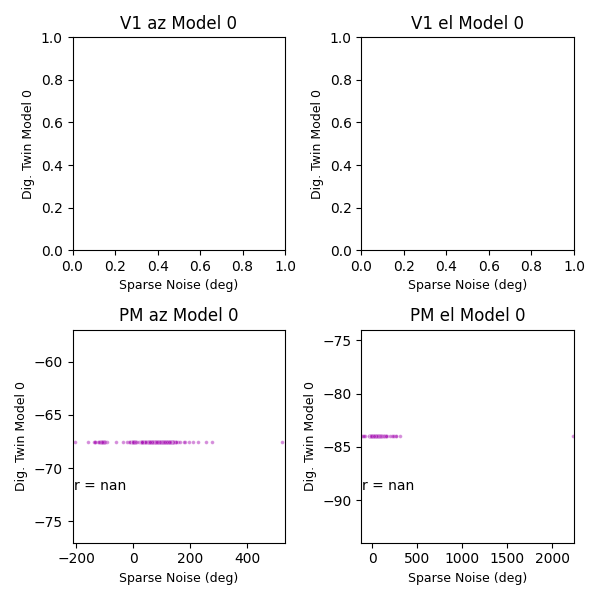 V1 az Model 0
V1 el Model 0
1.0
0.8
0.6
0.4
0.2
0.0
Dig. Twin Model 0
0.0 0.2 0.4 0.6 0.8 1.0
Sparse Noise (deg)
1.0
0.8
0.6
0.4
0.2
0.0
Dig. Twin Model 0
0.0 0.2 0.4 0.6 0.8 1.0
Sparse Noise (deg)
PM az Model 0
PM el Model 0
−60
−65
−70
−75
Dig. Twin Model 0
r = nan
−200 0 200 400
Sparse Noise (deg)
−75
−80
−85
−90
Dig. Twin Model 0
r = nan
0 500 1000 1500 2000
Sparse Noise (deg)